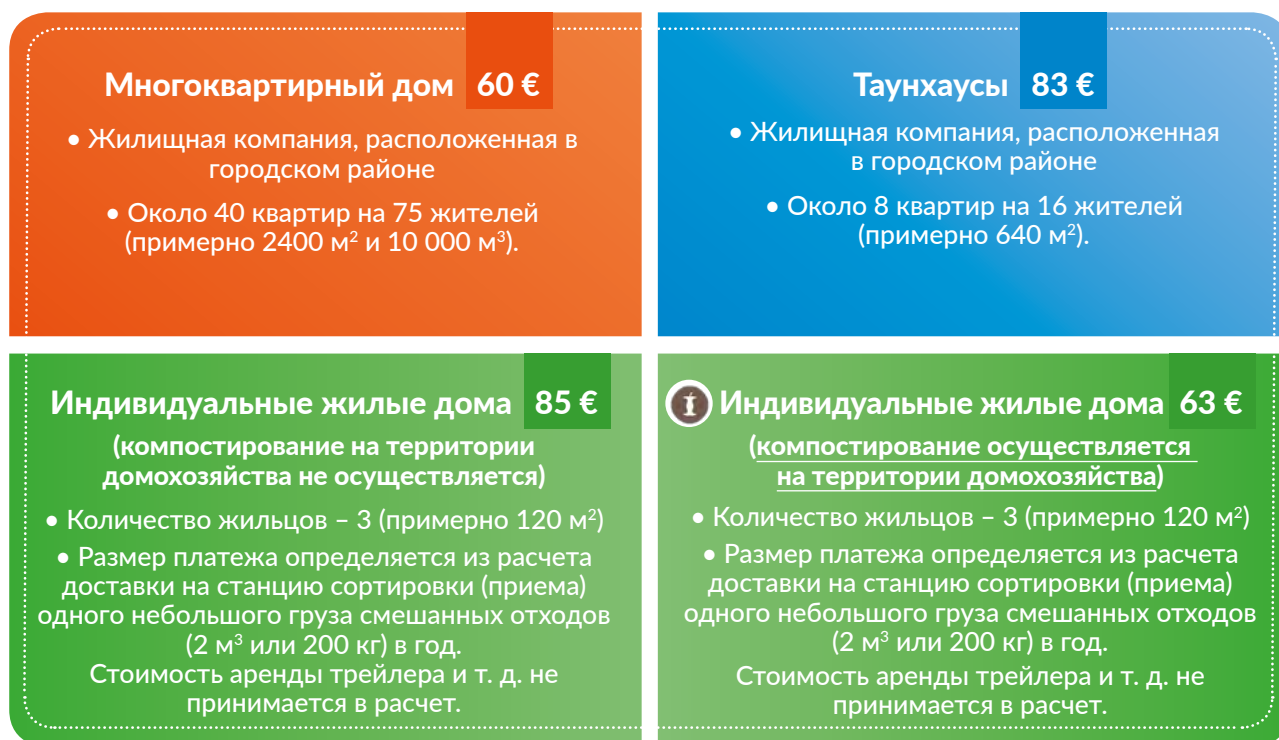 Многоквартирный дом 60 €
● Жилищная компания, расположенная в
городском районе
● Около 40 квартир на 75 жителей
(примерно 2400 м² и 10 000 м³).
Таунхаусы 83 €
● Жилищная компания, расположенная
в городском районе
● Около 8 квартир на 16 жителей
(примерно 640 м²).
Индивидуальные жилые дома 85 €
(компостирование на территории
домохозяйства не осуществляется)
● Количество жильцов – 3 (примерно 120 м²)
● Размер платежа определяется из расчета
доставки на станцию сортировки (приема)
одного небольшого груза смешанных отходов
(2 м³ или 200 кг) в год.
Стоимость аренды трейлера и т. д. не
принимается в расчет.
Индивидуальные жилые дома 63 €
(компостирование осуществляется
на территории домохозяйства)
● Количество жильцов – 3 (примерно 120 м²)
● Размер платежа определяется из расчета
доставки на станцию сортировки (приема)
одного небольшого груза смешанных отходов
(2 м³ или 200 кг) в год.
Стоимость аренды трейлера и т. д. не
принимается в расчет.